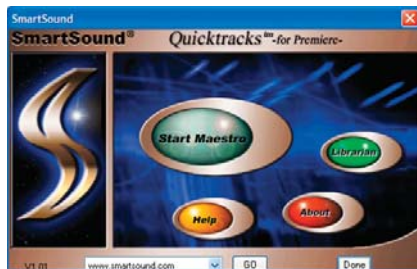 SmartSound
SmartSound® Quicktracks™ -for Premiere-
Start Maestro
Librarian
Help
About
V1.01 www.smartsound.com GO Done